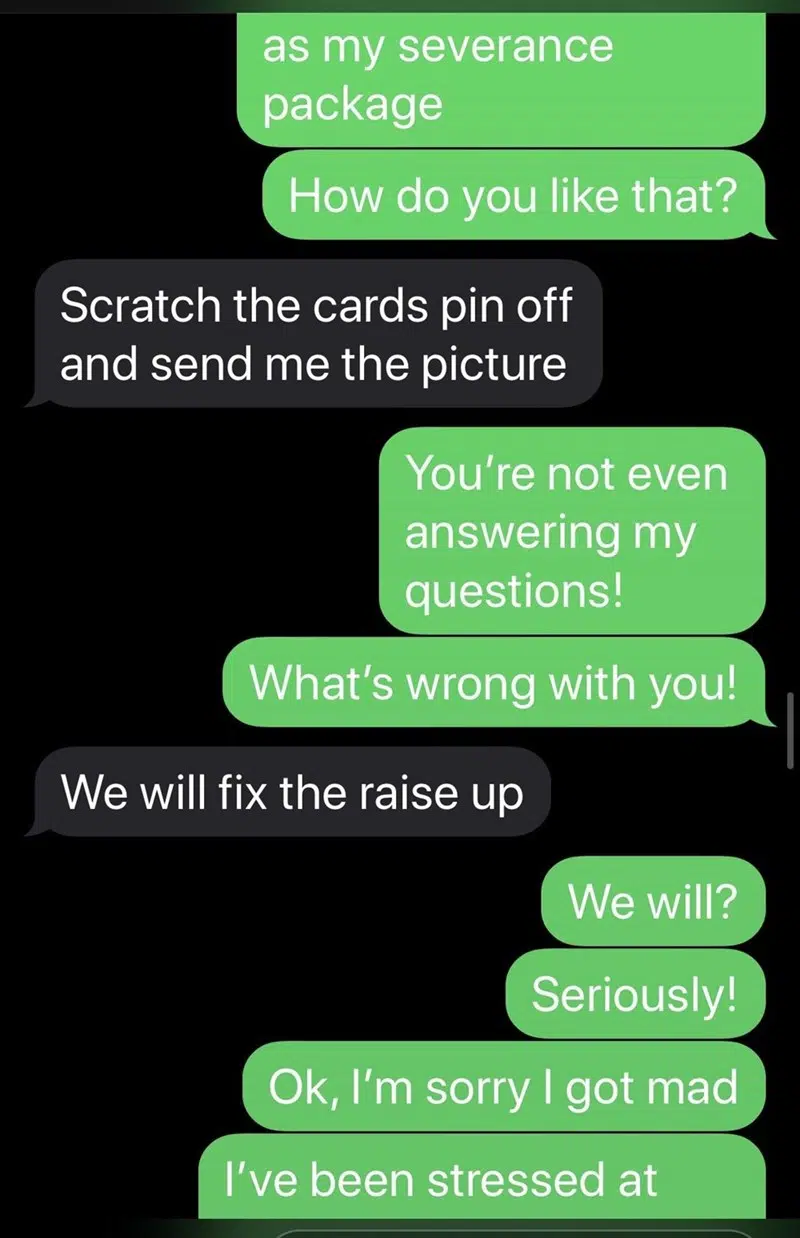 as my severance
package
How do you like that?
Scratch the cards pin off
and send me the picture
You’re not even
answering my
questions!
What’s wrong with you!
We will fix the raise up
We will?
Seriously!
Ok, I’m sorry I got mad
I’ve been stressed at